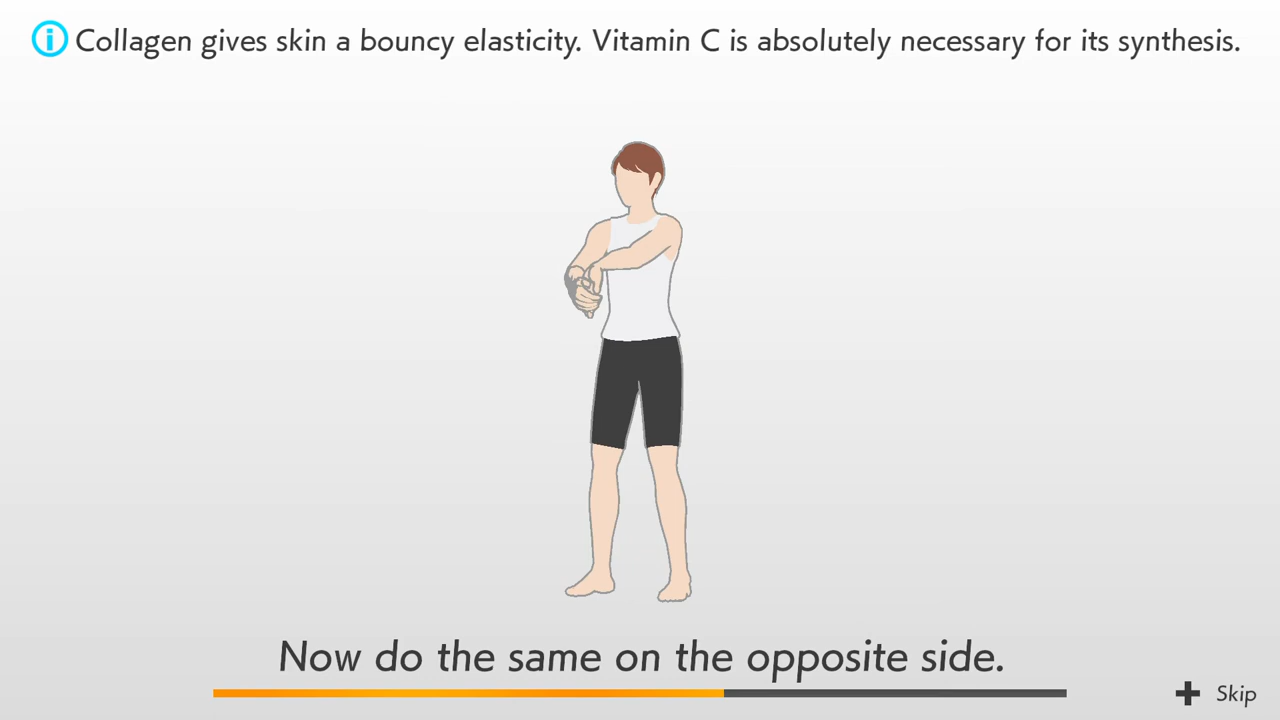 Collagen gives skin a bouncy elasticity. Vitamin C is absolutely necessary for its synthesis.
Now do the same on the opposite side.
Skip